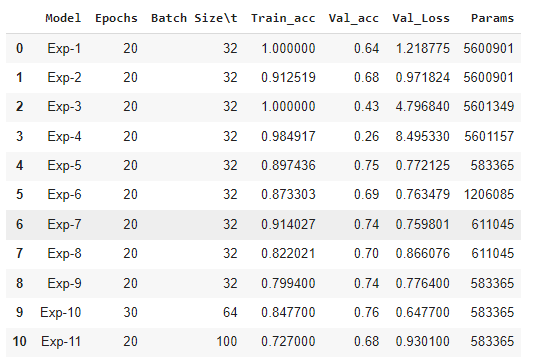 Model Epochs Batch Size\t Train_acc Val_acc Val_Loss Params
0 Exp-1 20 32 1.000000 0.64 1.218775 5600901
1 Exp-2 20 32 0.912519 0.68 0.971824 5600901
2 Exp-3 20 32 1.000000 0.43 4.796840 5601349
3 Exp-4 20 32 0.984917 0.26 8.495330 5601157
4 Exp-5 20 32 0.897436 0.75 0.772125 583365
5 Exp-6 20 32 0.873303 0.69 0.763479 1206085
6 Exp-7 20 32 0.914027 0.74 0.759801 611045
7 Exp-8 20 32 0.822021 0.70 0.866076 611045
8 Exp-9 20 32 0.799400 0.74 0.776400 583365
9 Exp-10 30 64 0.847700 0.76 0.647700 583365
10 Exp-11 20 100 0.727000 0.68 0.930100 583365